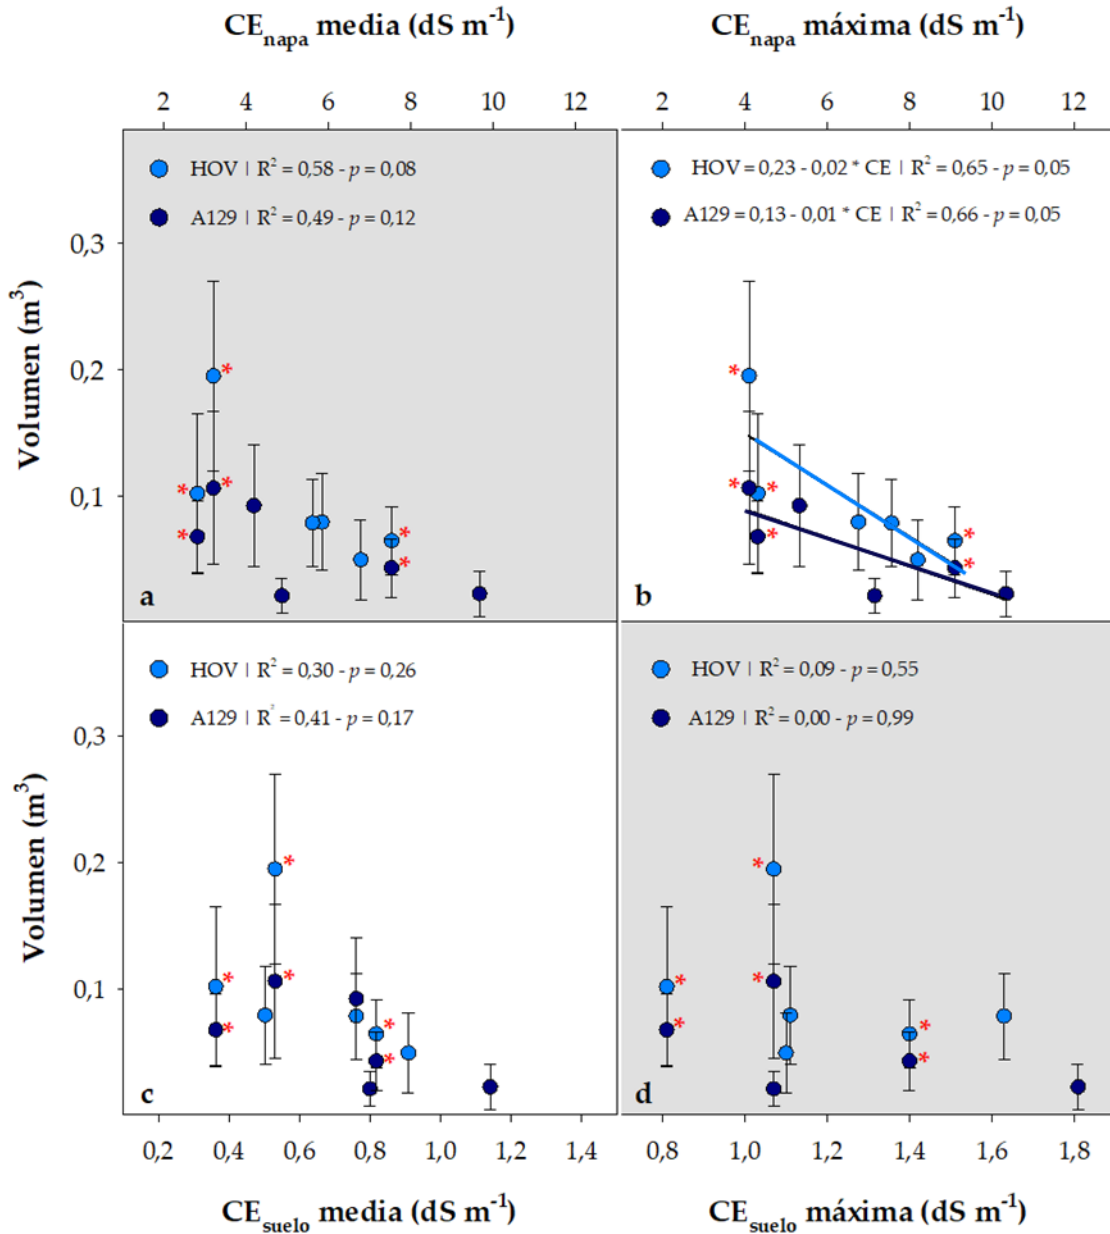 CE_napa media (dS m⁻¹)
CE_napa máxima (dS m⁻¹)
2 4 6 8 10 12
2 4 6 8 10 12
HOV | R² = 0,58 - p = 0,08
A129 | R² = 0,49 - p = 0,12
HOV = 0,23 - 0,02 * CE | R² = 0,65 - p = 0,05
A129 = 0,13 - 0,01 * CE | R² = 0,66 - p = 0,05
Volumen (m³)
0,3
0,2
0,1
a
b
HOV | R² = 0,30 - p = 0,26
A129 | R² = 0,41 - p = 0,17
HOV | R² = 0,09 - p = 0,55
A129 | R² = 0,00 - p = 0,99
Volumen (m³)
0,3
0,2
0,1
c
d
0,2 0,4 0,6 0,8 1,0 1,2 1,4
0,8 1,0 1,2 1,4 1,6 1,8
CE_suelo media (dS m⁻¹)
CE_suelo máxima (dS m⁻¹)